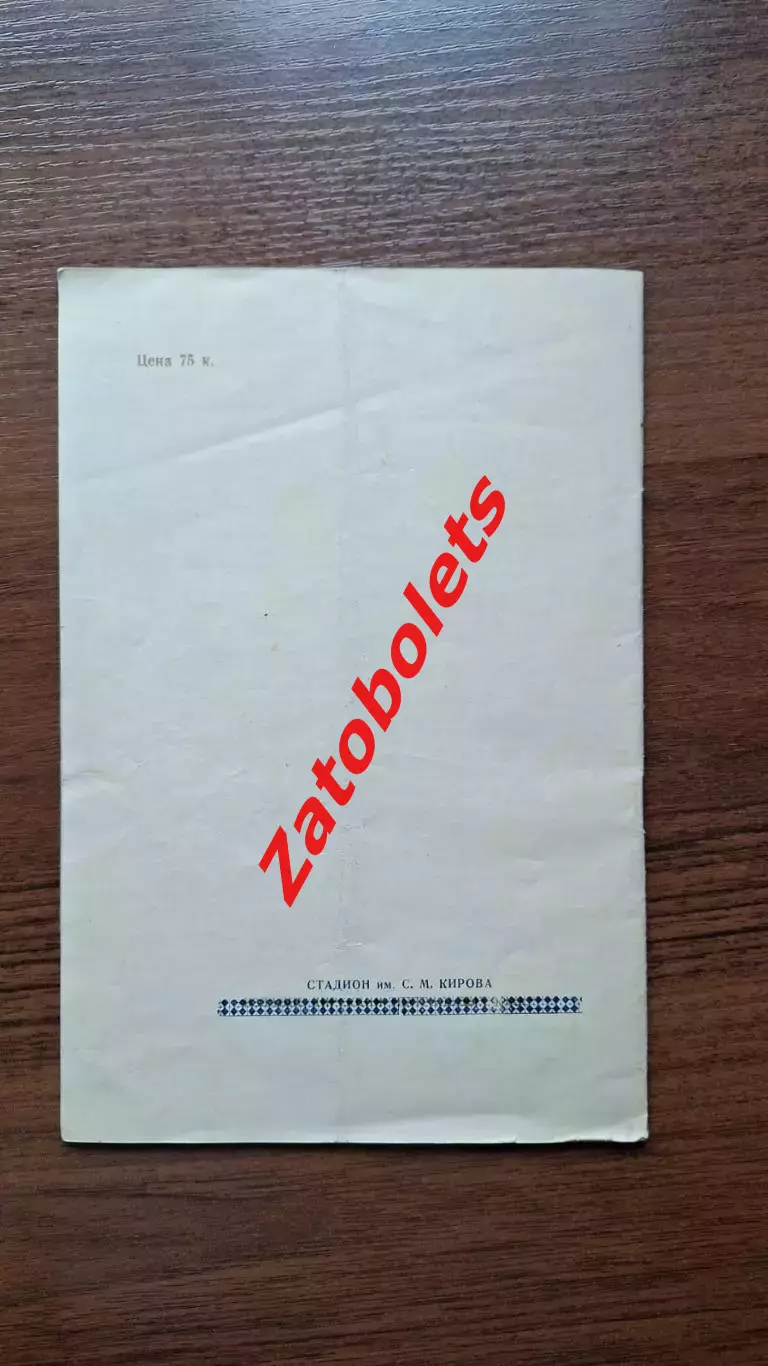 Цена 75 к.
Zatobolets
СТАДИОН им. С. М. КИРОВА